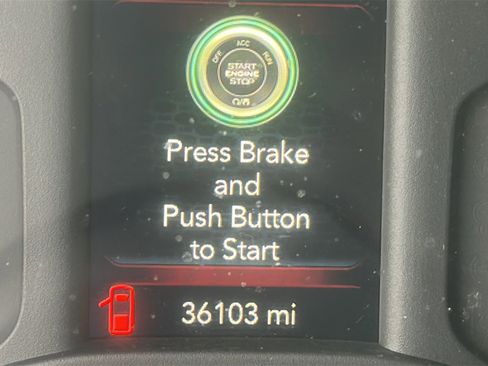 OFF ACC RUN
START
ENGINE
STOP
Press Brake
and
Push Button
to Start
36103 mi